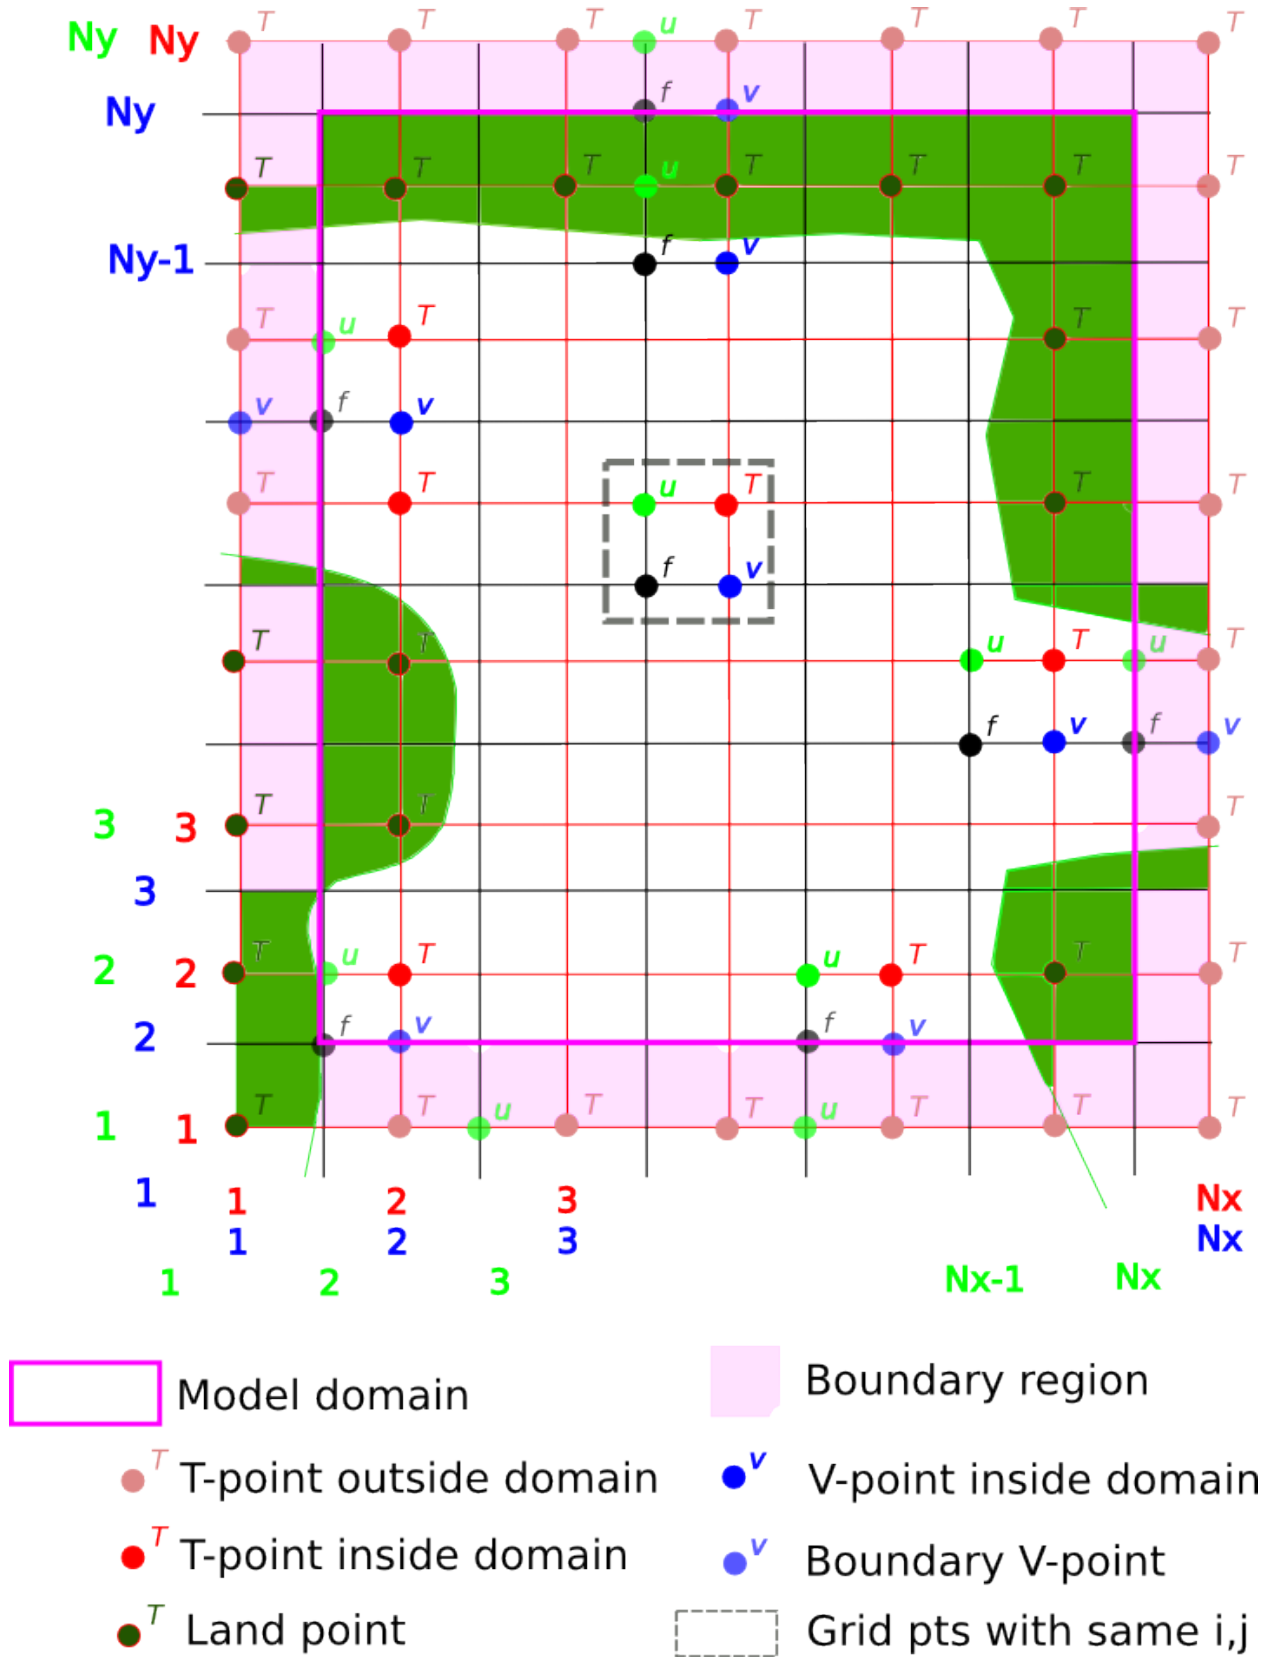 T T T u T T T T
Ny Ny
f v
Ny
T T T u T T T T
f v
Ny-1
T u T T T
f v
v
T T u T T T
f v
T T u T u T
f v f v
T T T
3 3
3
T u T u T T T
2 2
f v f v
2
T T u T T u T T T
1 1
1
1 2 3 Nx
1 2 3 Nx
1 2 3 Nx-1 Nx
Model domain
Boundary region
T T-point outside domain
v V-point inside domain
T T-point inside domain
v Boundary V-point
T Land point
Grid pts with same i,j